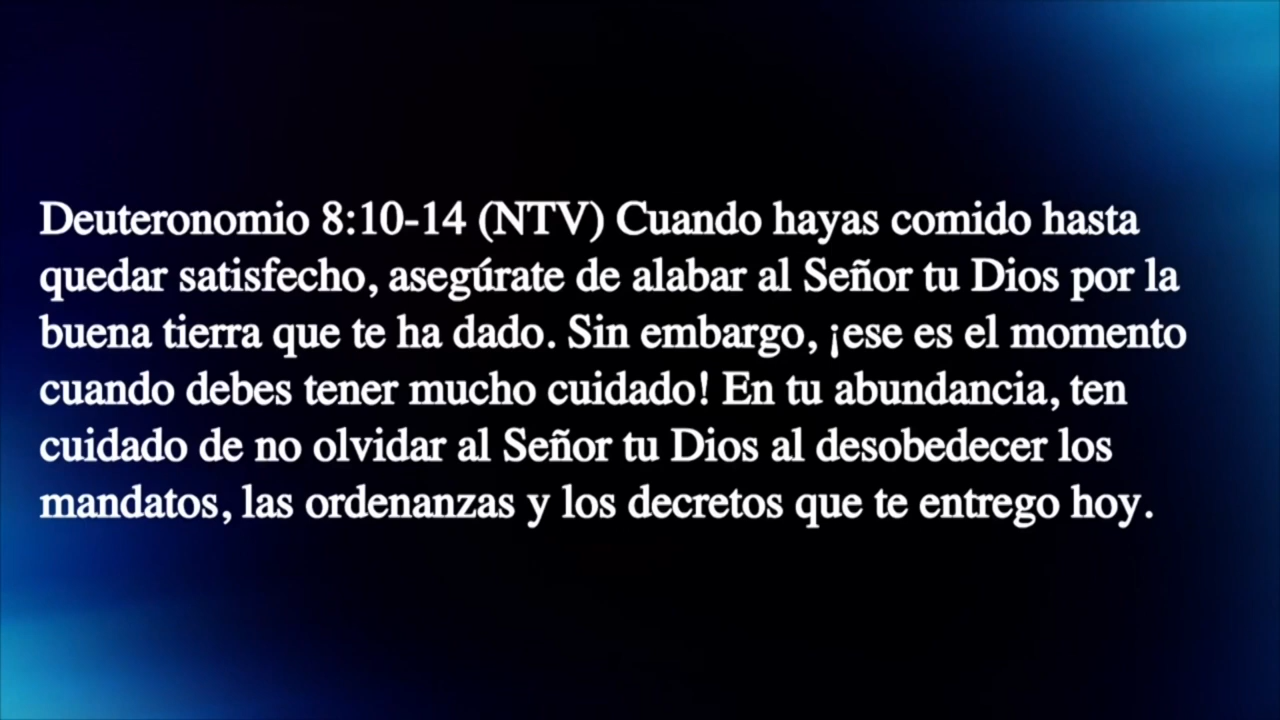 Deuteronomio 8:10-14 (NTV) Cuando hayas comido hasta
quedar satisfecho, asegúrate de alabar al Señor tu Dios por la
buena tierra que te ha dado. Sin embargo, ¡ese es el momento
cuando debes tener mucho cuidado! En tu abundancia, ten
cuidado de no olvidar al Señor tu Dios al desobedecer los
mandatos, las ordenanzas y los decretos que te entrego hoy.